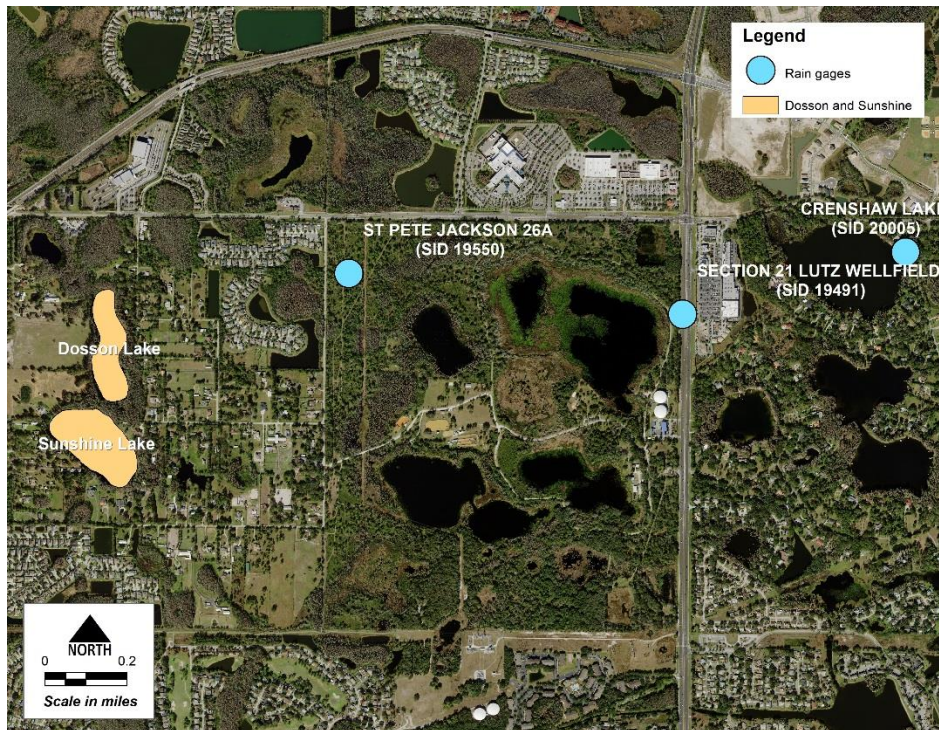 Legend
Rain gages
Dosson and Sunshine
CRENSHAW LAKE
(SID 20005)
ST PETE JACKSON 26A
(SID 19550)
SECTION 21 LUTZ WELLFIELD
(SID 19491)
Dosson Lake
Sunshine Lake
NORTH
0 0.2
Scale in miles